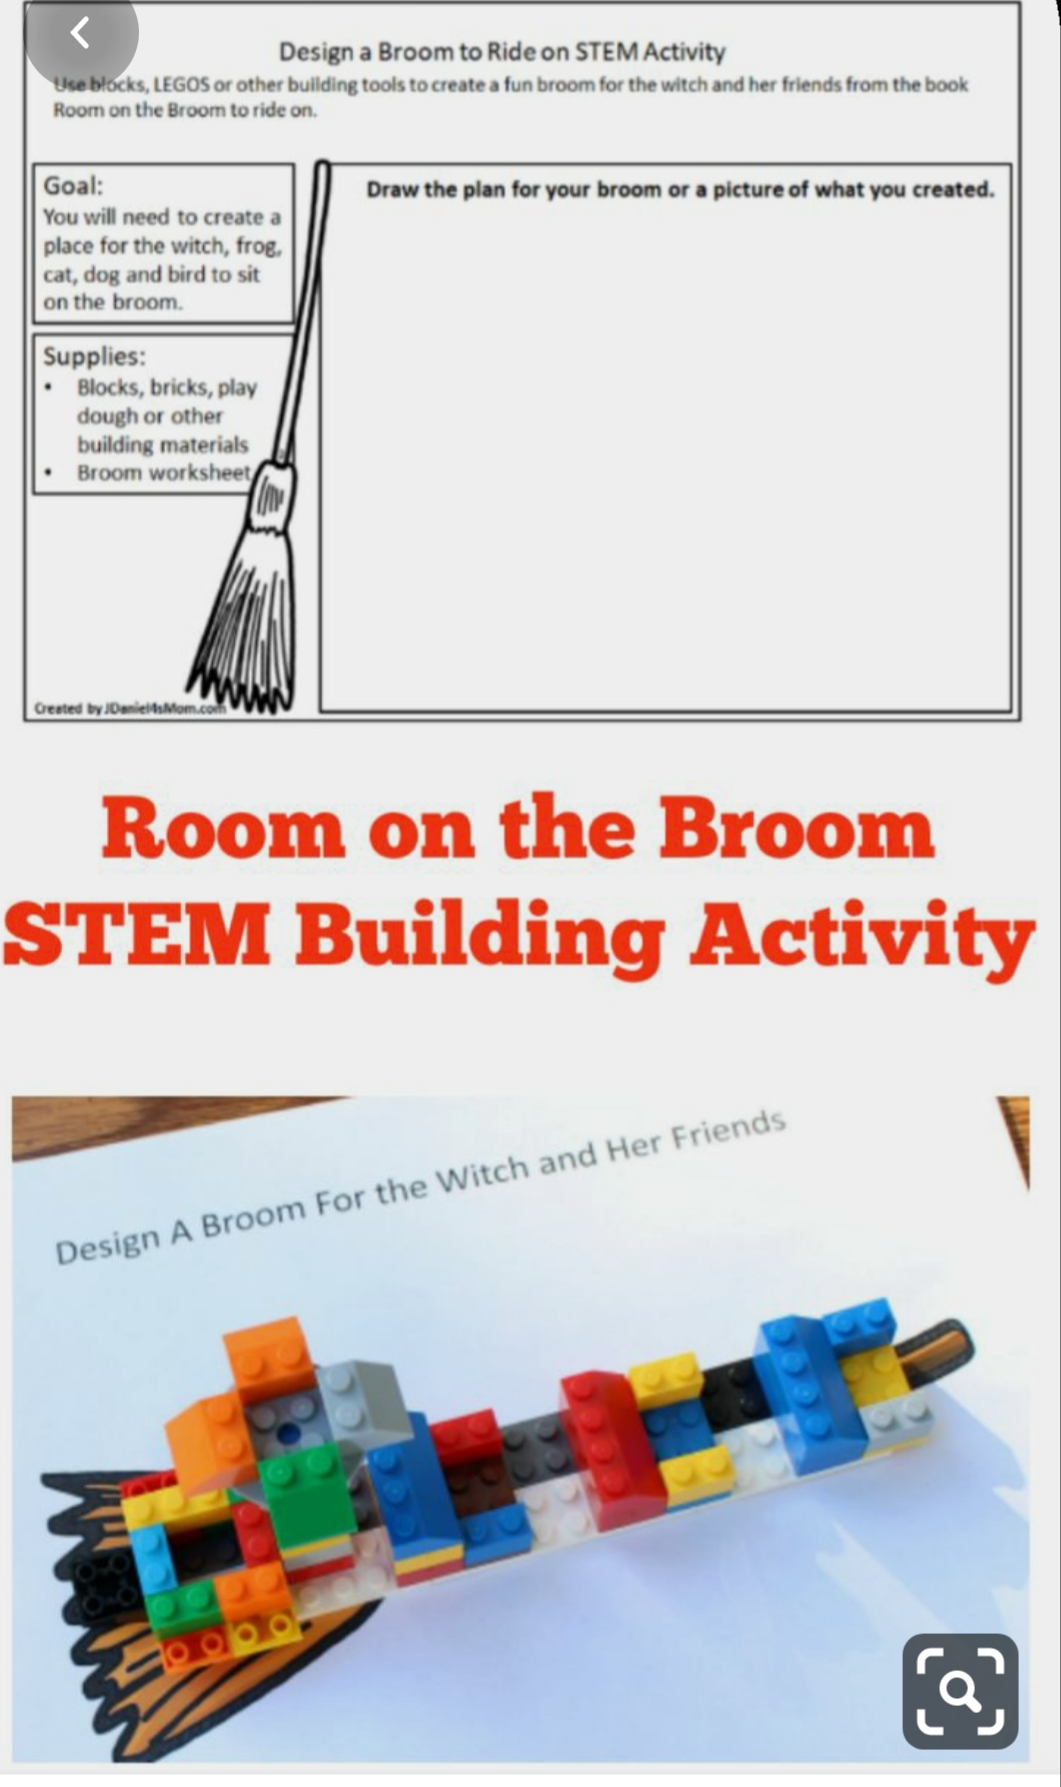 Design a Broom to Ride on STEM Activity
Use blocks, LEGOS or other building tools to create a fun broom for the witch and her friends from the book
Room on the Broom to ride on.
Goal:
You will need to create a
place for the witch, frog,
cat, dog and bird to sit
on the broom.
Supplies:
• Blocks, bricks, play
dough or other
building materials
• Broom worksheet
Draw the plan for your broom or a picture of what you created.
Created by JDaniel4sMom.com
Room on the Broom
STEM Building Activity
Design A Broom For the Witch and Her Friends